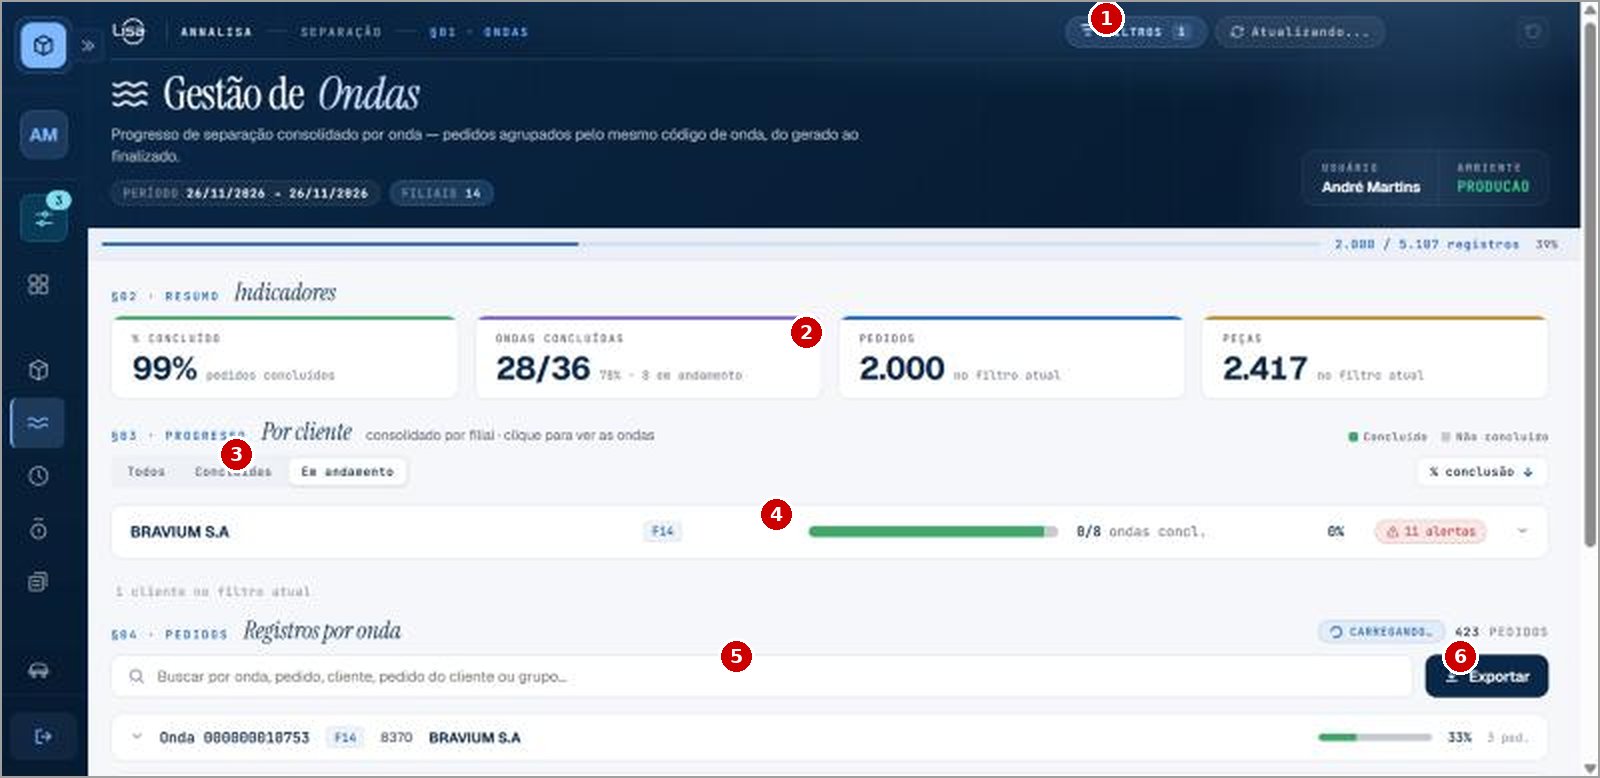 Lisa ANNALISA SEPARAÇÃO §01 · ONDAS
1
FILTROS 1 Atualizando...
AM
Gestão de Ondas
Progresso de separação consolidado por onda — pedidos agrupados pelo mesmo código de onda, do gerado ao
finalizado.
PERÍODO 26/11/2026 - 26/11/2026 FILIAIS 14
USUÁRIO
André Martins
AMBIENTE
PRODUCAO
3
2.000 / 5.107 registros 39%
§02 · RESUMO Indicadores
% CONCLUÍDO
99% pedidos concluídos
ONDAS CONCLUÍDAS
2
28/36 78% · 8 em andamento
PEDIDOS
2.000 no filtro atual
PEÇAS
2.417 no filtro atual
§03 · PROGRESSO Por cliente consolidado por filial · clique para ver as ondas
Concluído Não concluído
3
Todos Concluídas Em andamento
% conclusão ↓
4
BRAVIUM S.A F14 0/8 ondas concl. 0% 11 alertas
1 cliente no filtro atual
§04 · PEDIDOS Registros por onda
CARREGANDO… 423 PEDIDOS
5
6
Buscar por onda, pedido, cliente, pedido do cliente ou grupo...
Exportar
Onda 000000010753 F14 8370 BRAVIUM S.A 33% 3 ped.